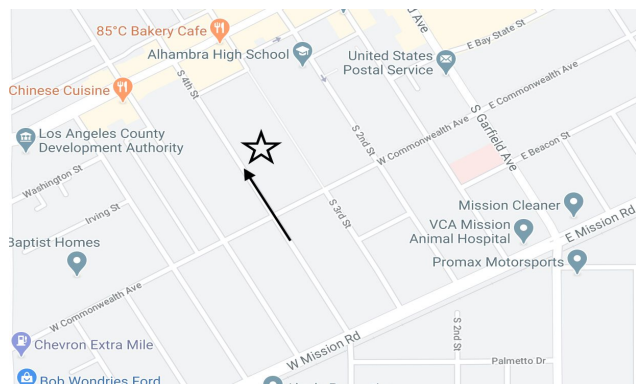 85°C Bakery Cafe
Alhambra High School
United States
Postal Service
E Bay State St
d Ave
S 4th St
Chinese Cuisine
E Commonwealth Ave
S Garfield Ave
S 2nd St
Los Angeles County
Development Authority
W Commonwealth Ave
E Beacon St
Washington St
Irving St
S 3rd St
Mission Cleaner
VCA Mission
Animal Hospital
E Mission Rd
Baptist Homes
Promax Motorsports
W Commonwealth Ave
S 2nd St
Chevron Extra Mile
W Mission Rd
Palmetto Dr
Bob Wondries Ford